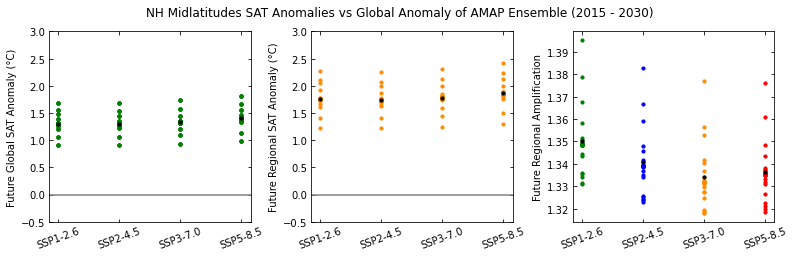 NH Midlatitudes SAT Anomalies vs Global Anomaly of AMAP Ensemble (2015 - 2030)
Future Global SAT Anomaly (°C)
3.0
2.5
2.0
1.5
1.0
0.5
0.0
−0.5
SSP1-2.6
SSP2-4.5
SSP3-7.0
SSP5-8.5
Future Regional SAT Anomaly (°C)
3.0
2.5
2.0
1.5
1.0
0.5
0.0
−0.5
SSP1-2.6
SSP2-4.5
SSP3-7.0
SSP5-8.5
Future Regional Amplification
1.39
1.38
1.37
1.36
1.35
1.34
1.33
1.32
SSP1-2.6
SSP2-4.5
SSP3-7.0
SSP5-8.5